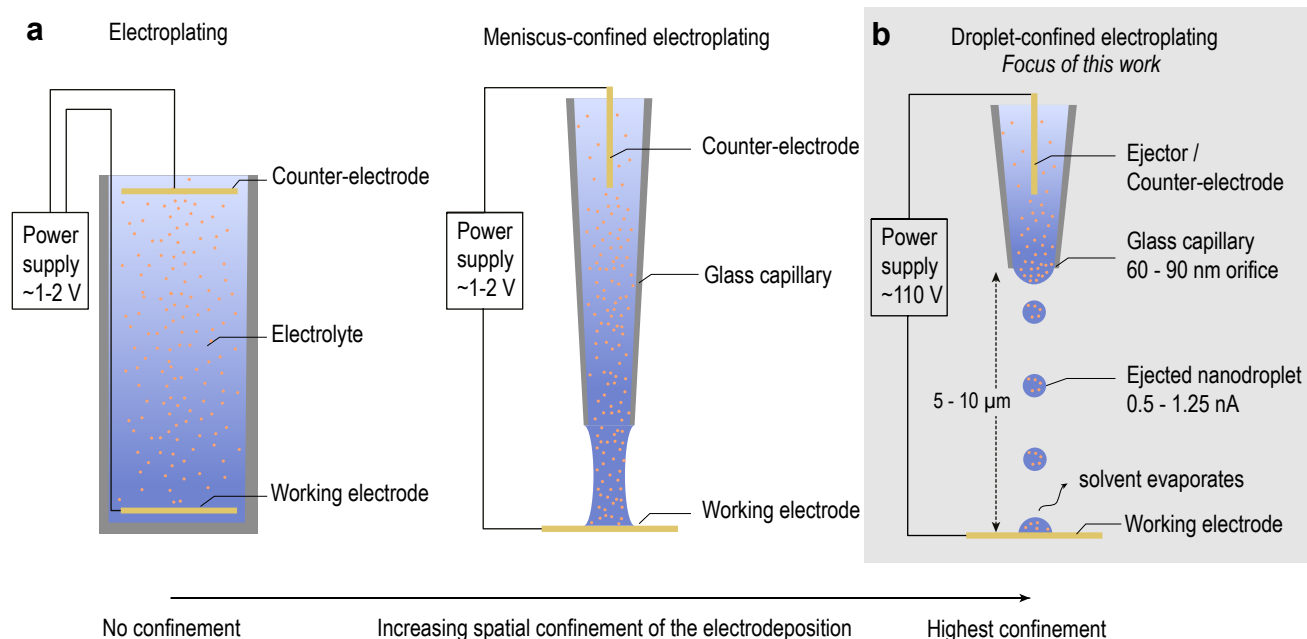 a
Electroplating
Power
supply
~1-2 V
Counter-electrode
Electrolyte
Working electrode
Meniscus-confined electroplating
Power
supply
~1-2 V
Counter-electrode
Glass capillary
Working electrode
b
Droplet-confined electroplating
Focus of this work
Power
supply
~110 V
Ejector /
Counter-electrode
Glass capillary
60 - 90 nm orifice
5 - 10 µm
Ejected nanodroplet
0.5 - 1.25 nA
solvent evaporates
Working electrode
No confinement
Increasing spatial confinement of the electrodeposition
Highest confinement